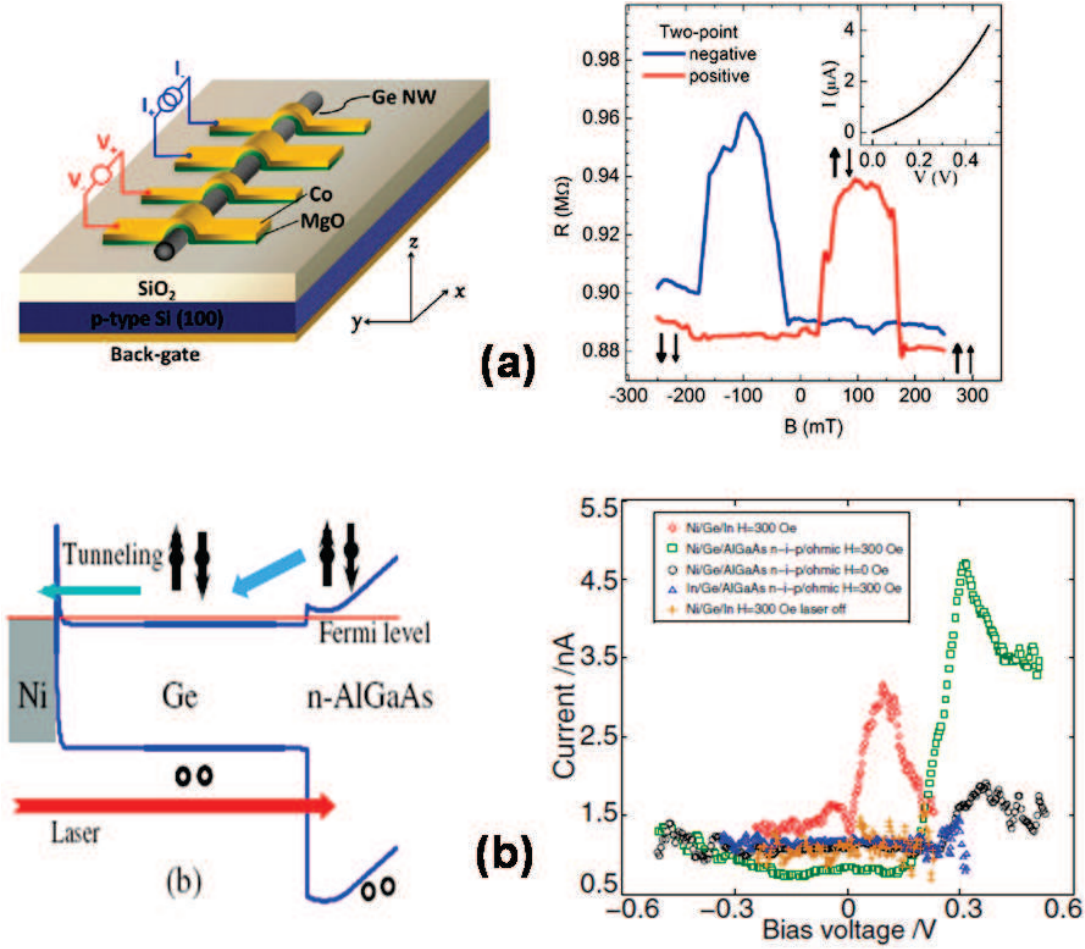 I-
I+
V+
V-
Ge NW
Co
MgO
SiO2
p-type Si (100)
Back-gate
z
x
y
(a)
Two-point
negative
positive
0.98
0.96
0.94
0.92
0.90
0.88
R (MΩ)
-300 -200 -100 0 100 200 300
B (mT)
4
2
0
I (μA)
0.0 0.4
V (V)
Tunneling
Fermi level
Ni
Ge
n-AlGaAs
Laser
(b)
(b)
5.5
4.5
3.5
2.5
1.5
0.5
Current /nA
Ni/Ge/In H=300 Oe
Ni/Ge/AlGaAs n-i-p/ohmic H=300 Oe
Ni/Ge/AlGaAs n-i-p/ohmic H=0 Oe
In/Ge/AlGaAs n-i-p/ohmic H=300 Oe
Ni/Ge/In H=300 Oe laser off
−0.6 −0.3 0 0.3 0.6
Bias voltage /V